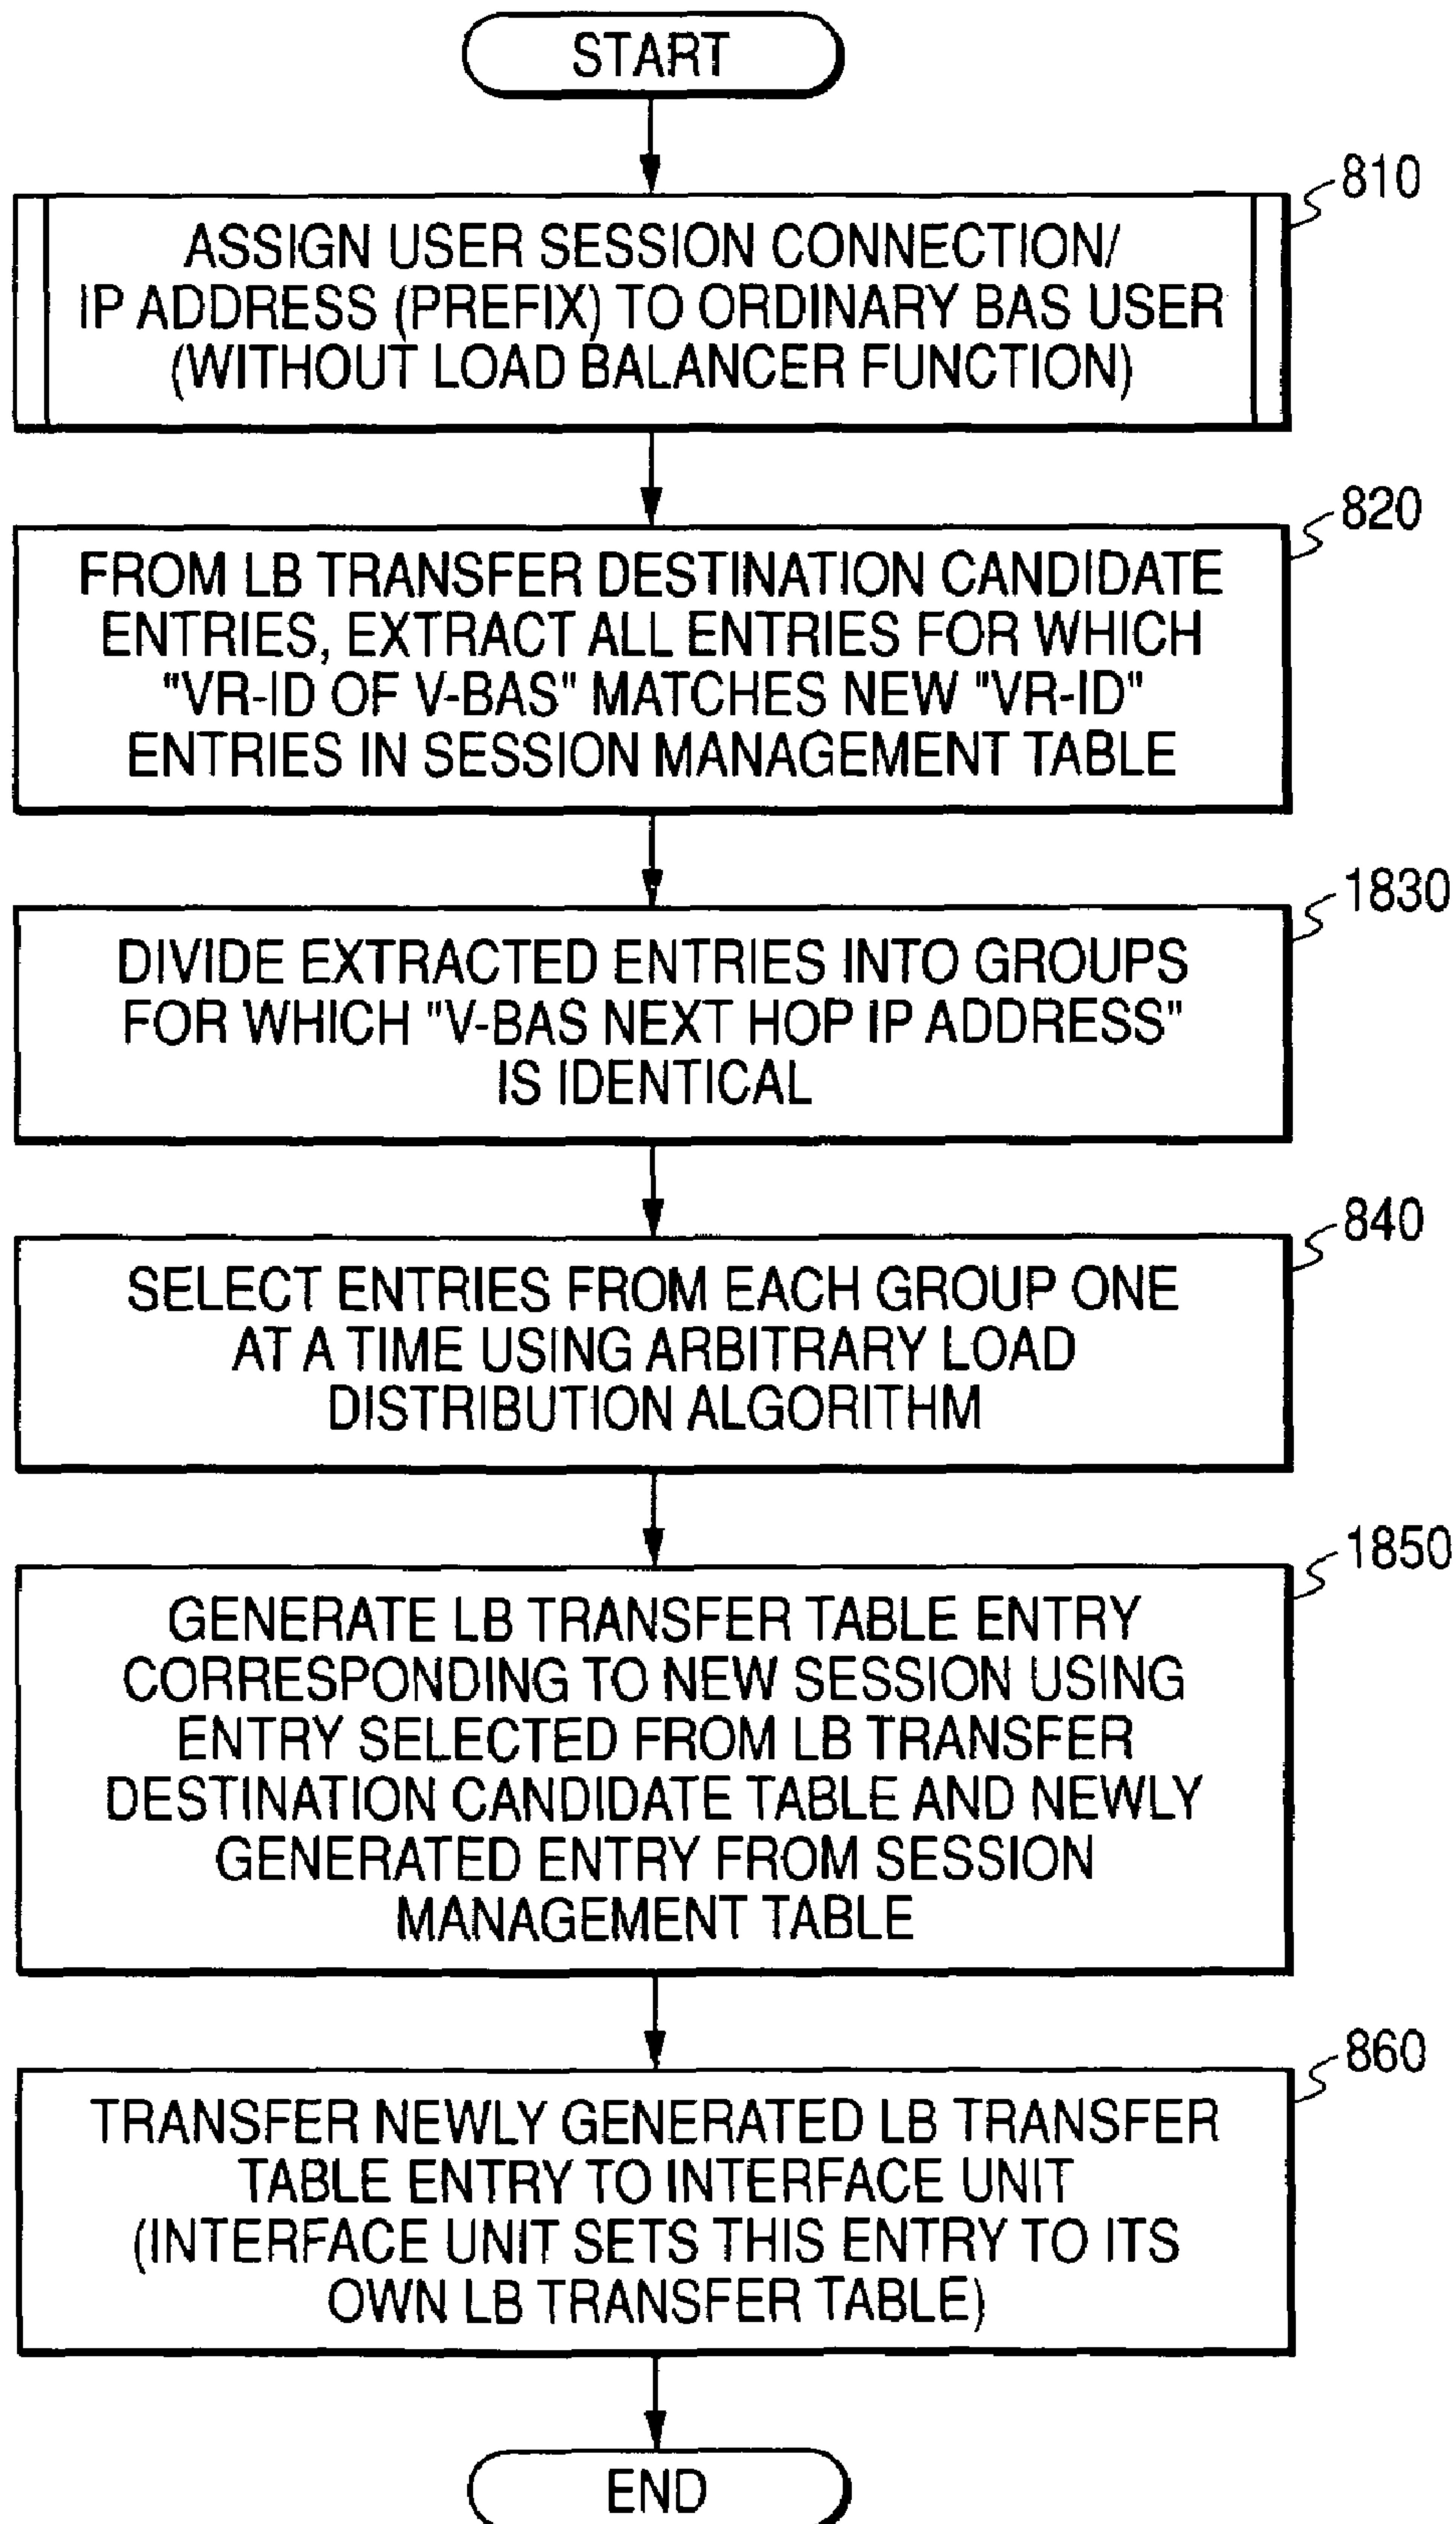 START
810
ASSIGN USER SESSION CONNECTION/
IP ADDRESS (PREFIX) TO ORDINARY BAS USER
(WITHOUT LOAD BALANCER FUNCTION)
820
FROM LB TRANSFER DESTINATION CANDIDATE
ENTRIES, EXTRACT ALL ENTRIES FOR WHICH
"VR-ID OF V-BAS" MATCHES NEW "VR-ID"
ENTRIES IN SESSION MANAGEMENT TABLE
1830
DIVIDE EXTRACTED ENTRIES INTO GROUPS
FOR WHICH "V-BAS NEXT HOP IP ADDRESS"
IS IDENTICAL
840
SELECT ENTRIES FROM EACH GROUP ONE
AT A TIME USING ARBITRARY LOAD
DISTRIBUTION ALGORITHM
1850
GENERATE LB TRANSFER TABLE ENTRY
CORRESPONDING TO NEW SESSION USING
ENTRY SELECTED FROM LB TRANSFER
DESTINATION CANDIDATE TABLE AND NEWLY
GENERATED ENTRY FROM SESSION
MANAGEMENT TABLE
860
TRANSFER NEWLY GENERATED LB TRANSFER
TABLE ENTRY TO INTERFACE UNIT
(INTERFACE UNIT SETS THIS ENTRY TO ITS
OWN LB TRANSFER TABLE)
END